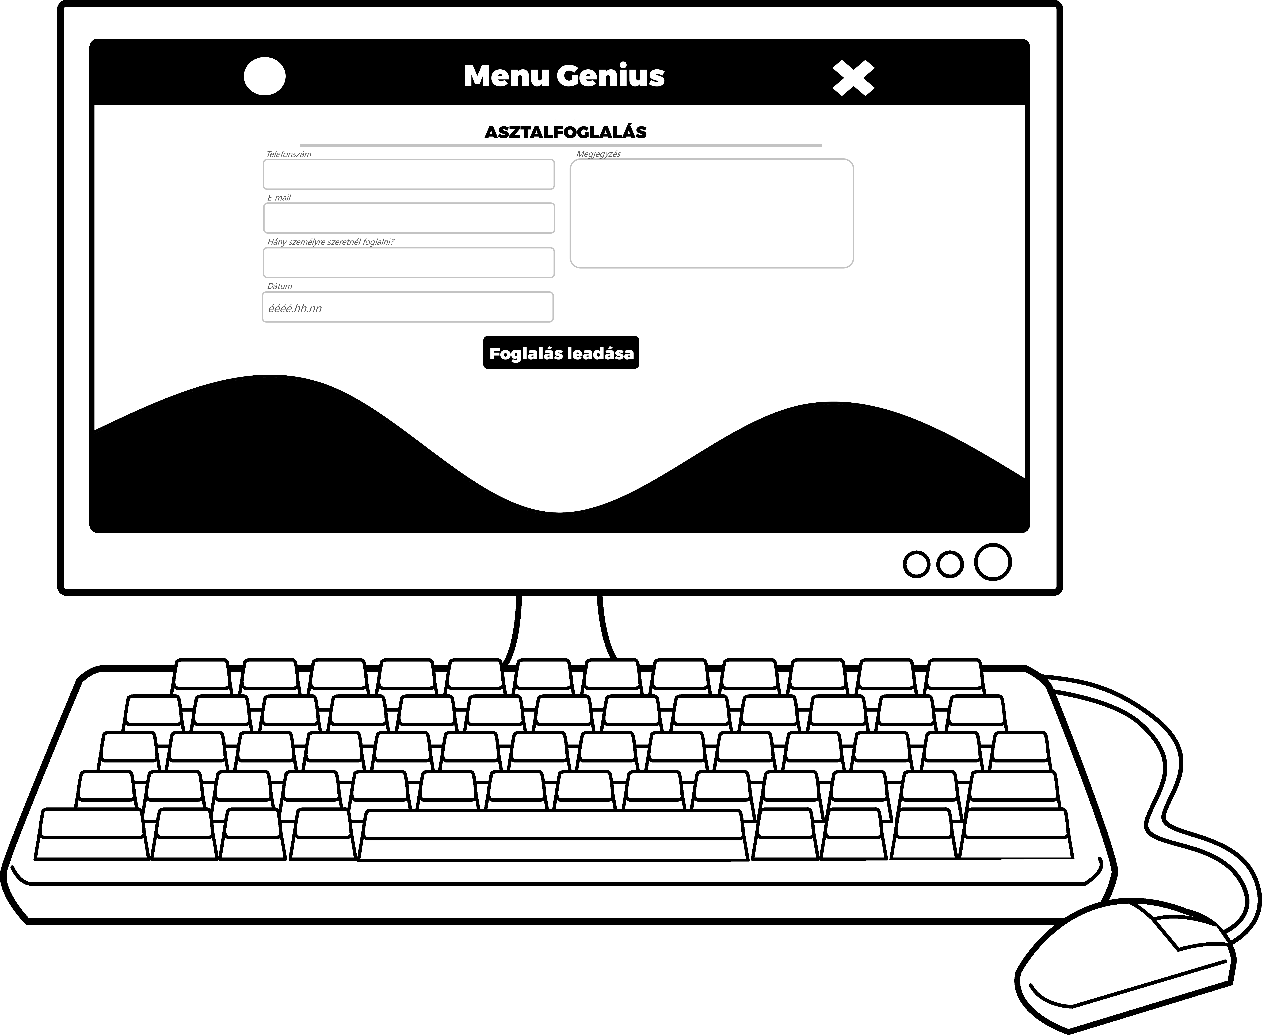 Menu Genius
ASZTALFOGLALÁS
Telefonszám
Megjegyzés
E-mail
Hány személyre szeretnél foglalni?
Dátum
éééé.hh.nn
Foglalás leadása